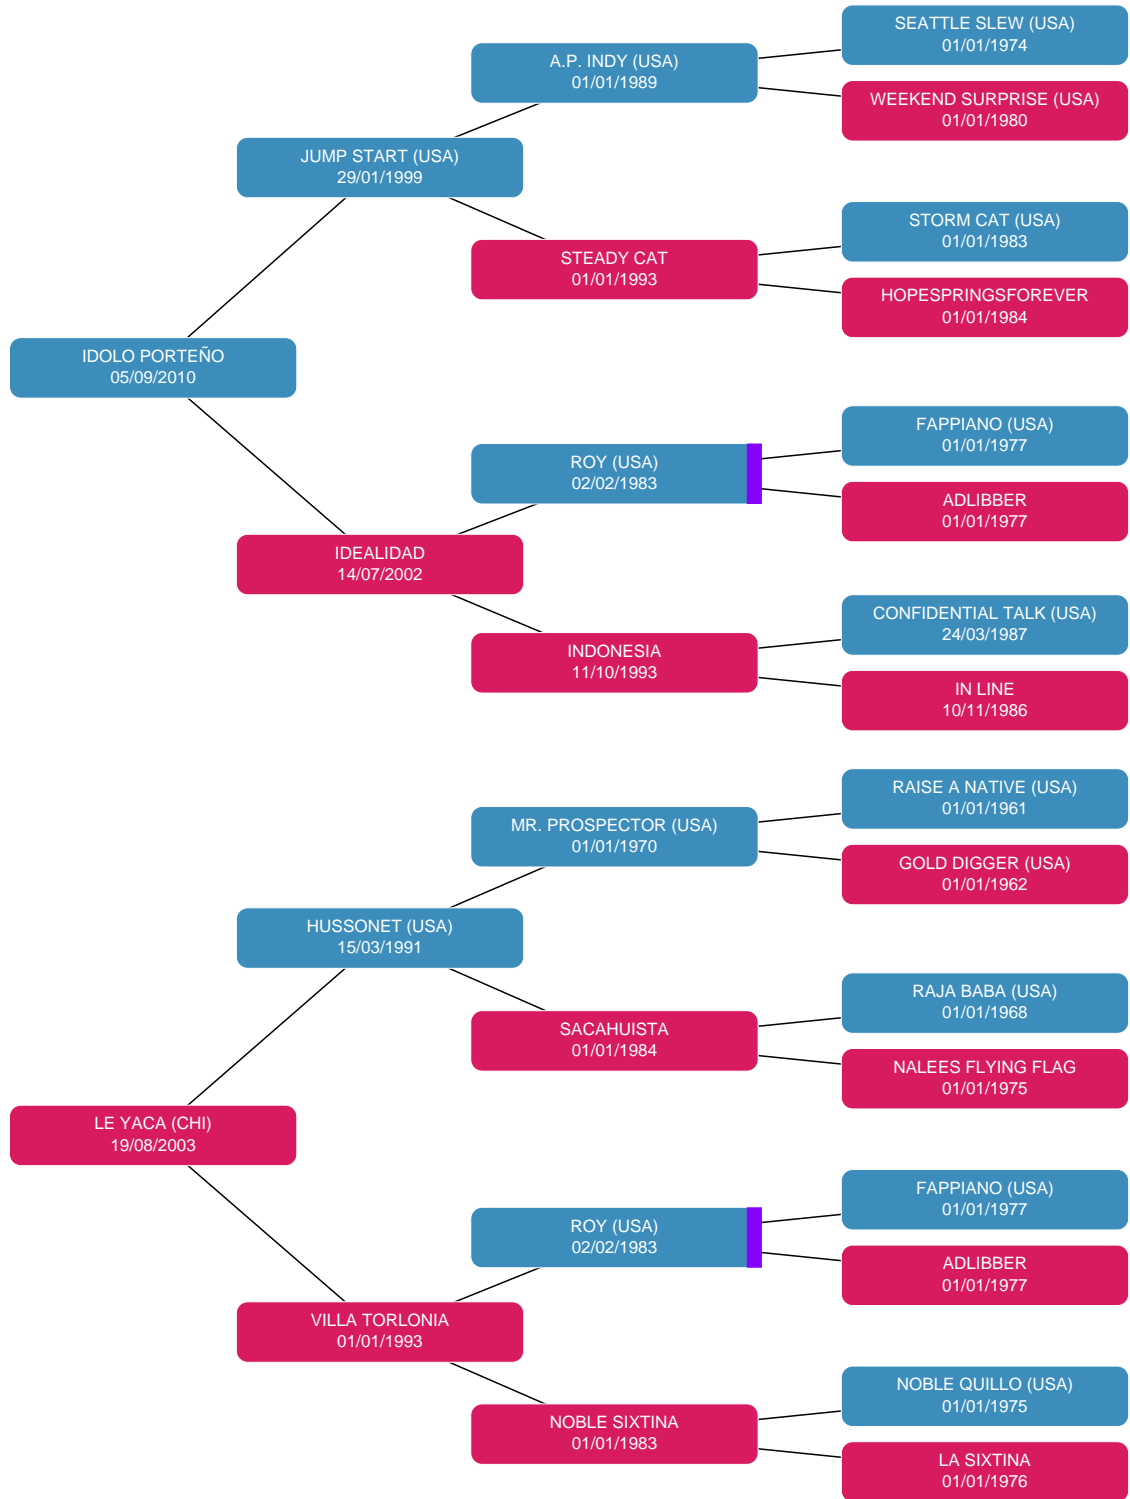 SEATTLE SLEW (USA)
01/01/1974
A.P. INDY (USA)
01/01/1989
WEEKEND SURPRISE (USA)
01/01/1980
JUMP START (USA)
29/01/1999
STORM CAT (USA)
01/01/1983
STEADY CAT
01/01/1993
HOPESPRINGSFOREVER
01/01/1984
IDOLO PORTEÑO
05/09/2010
FAPPIANO (USA)
01/01/1977
ROY (USA)
02/02/1983
ADLIBBER
01/01/1977
IDEALIDAD
14/07/2002
CONFIDENTIAL TALK (USA)
24/03/1987
INDONESIA
11/10/1993
IN LINE
10/11/1986
RAISE A NATIVE (USA)
01/01/1961
MR. PROSPECTOR (USA)
01/01/1970
GOLD DIGGER (USA)
01/01/1962
HUSSONET (USA)
15/03/1991
RAJA BABA (USA)
01/01/1968
SACAHUISTA
01/01/1984
NALEES FLYING FLAG
01/01/1975
LE YACA (CHI)
19/08/2003
FAPPIANO (USA)
01/01/1977
ROY (USA)
02/02/1983
ADLIBBER
01/01/1977
VILLA TORLONIA
01/01/1993
NOBLE QUILLO (USA)
01/01/1975
NOBLE SIXTINA
01/01/1983
LA SIXTINA
01/01/1976